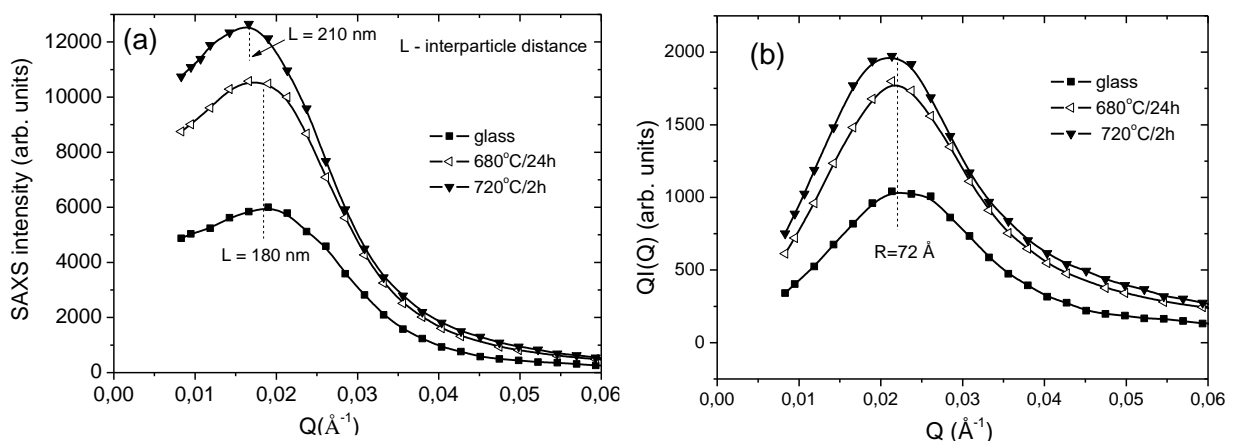 (a)
L = 210 nm
L - interparticle distance
glass
680°C/24h
720°C/2h
L = 180 nm
SAXS intensity (arb. units)
12000
10000
8000
6000
4000
2000
0
0,00 0,01 0,02 0,03 0,04 0,05 0,06
Q(Å⁻¹)
(b)
glass
680°C/24h
720°C/2h
R=72 Å
QI(Q) (arb. units)
2000
1500
1000
500
0
0,00 0,01 0,02 0,03 0,04 0,05 0,06
Q (Å⁻¹)